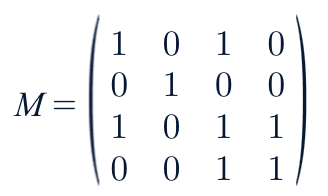 1 0 1 0
M = 0 1 0 0
1 0 1 1
0 0 1 1